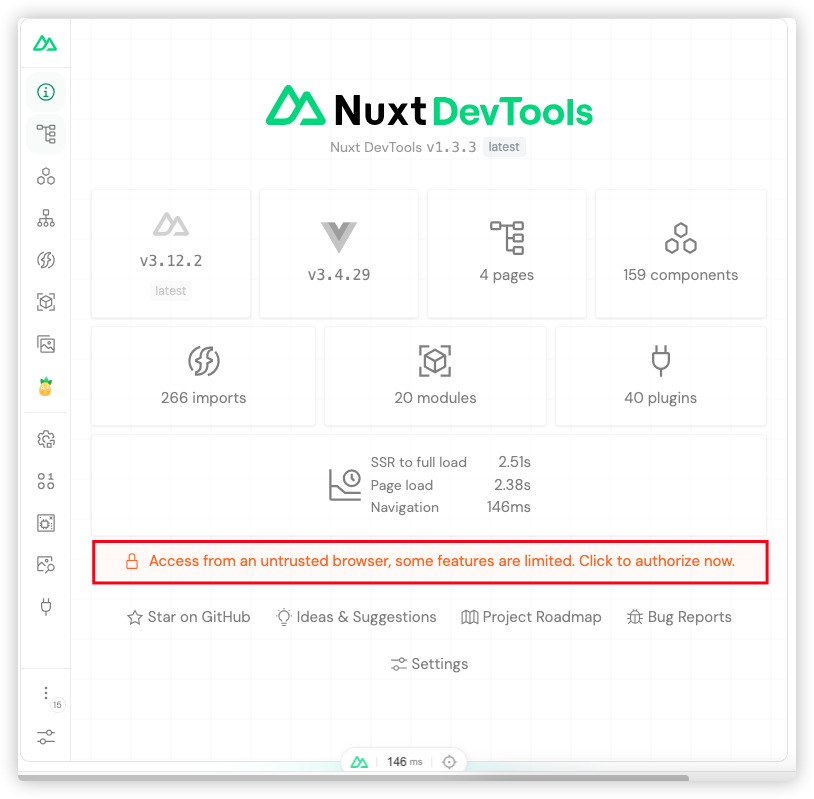 Nuxt DevTools
Nuxt DevTools v1.3.3 latest
v3.12.2
latest
v3.4.29
4 pages
159 components
266 imports
20 modules
40 plugins
SSR to full load 2.51s
Page load 2.38s
Navigation 146ms
Access from an untrusted browser, some features are limited. Click to authorize now.
Star on GitHub Ideas & Suggestions Project Roadmap Bug Reports
Settings
15
146 ms